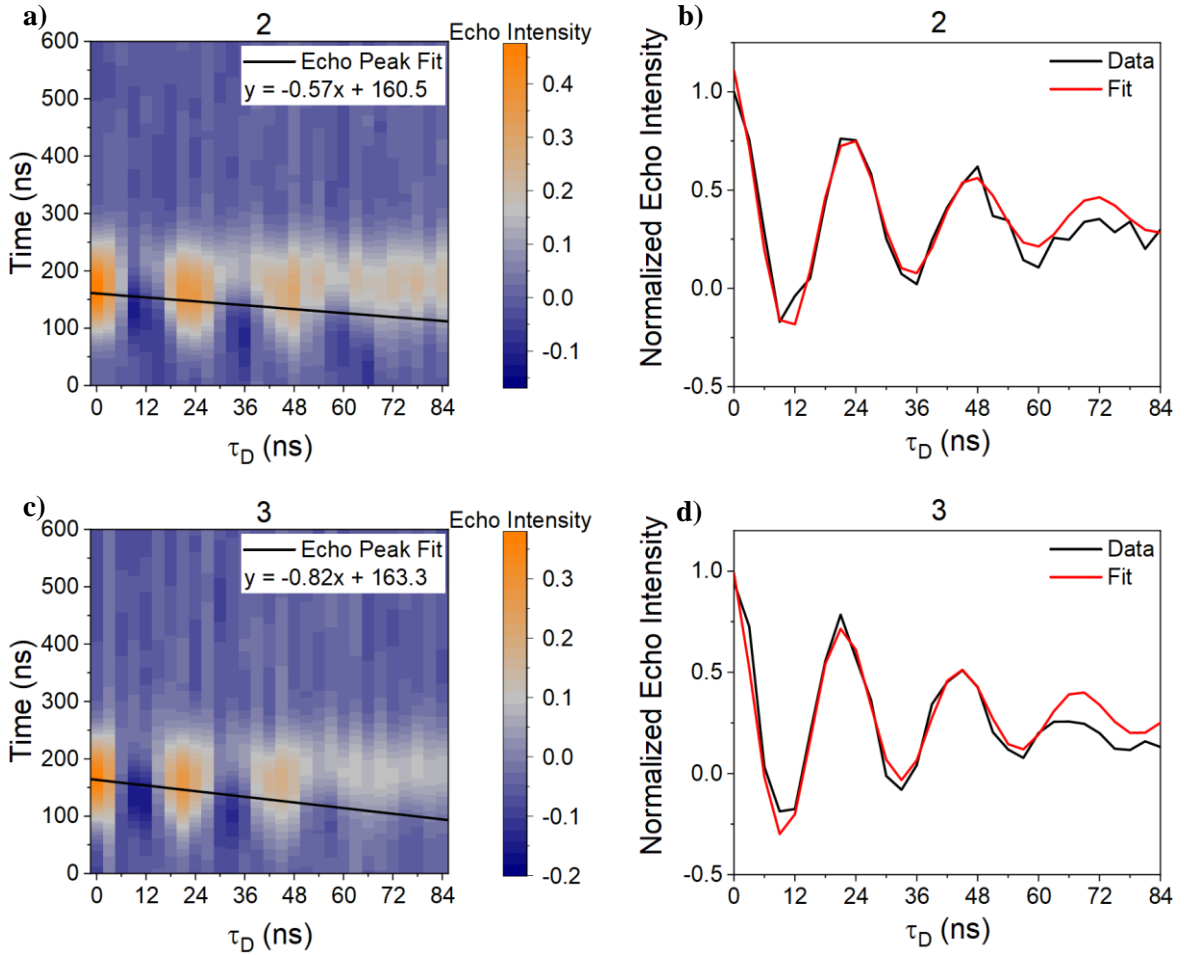 a)
2
Echo Intensity
Echo Peak Fit
y = -0.57x + 160.5
600
500
400
300
200
100
0
Time (ns)
0 12 24 36 48 60 72 84
τD (ns)
0.4
0.3
0.2
0.1
0.0
-0.1
b)
2
Data
Fit
1.0
0.5
0.0
-0.5
Normalized Echo Intensity
0 12 24 36 48 60 72 84
τD (ns)
c)
3
Echo Intensity
Echo Peak Fit
y = -0.82x + 163.3
600
500
400
300
200
100
0
Time (ns)
0 12 24 36 48 60 72 84
τD (ns)
0.3
0.2
0.1
0.0
-0.1
-0.2
d)
3
Data
Fit
1.0
0.5
0.0
-0.5
Normalized Echo Intensity
0 12 24 36 48 60 72 84
τD (ns)